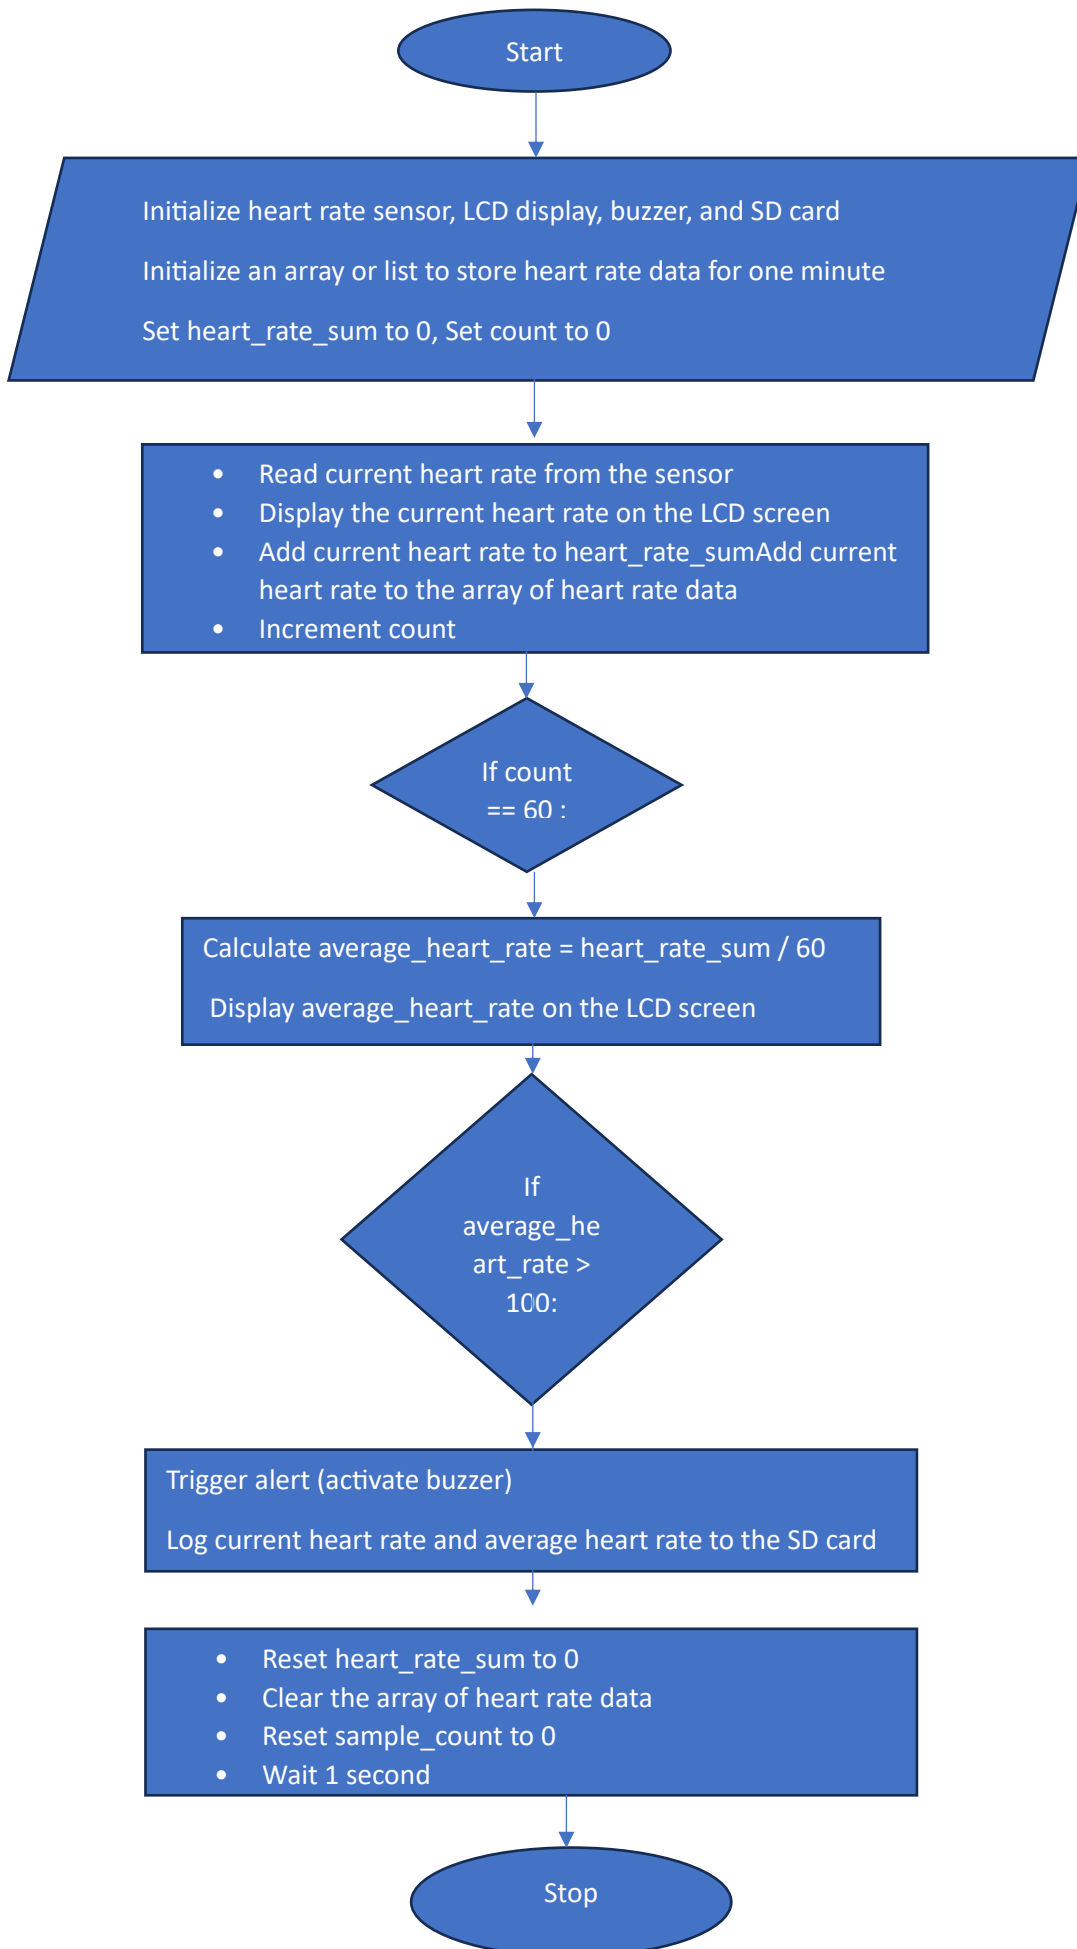 Start
Initialize heart rate sensor, LCD display, buzzer, and SD card
Initialize an array or list to store heart rate data for one minute
Set heart_rate_sum to 0, Set count to 0
• Read current heart rate from the sensor
• Display the current heart rate on the LCD screen
• Add current heart rate to heart_rate_sumAdd current
heart rate to the array of heart rate data
• Increment count
If count
== 60 :
Calculate average_heart_rate = heart_rate_sum / 60
Display average_heart_rate on the LCD screen
If
average_he
art_rate >
100:
Trigger alert (activate buzzer)
Log current heart rate and average heart rate to the SD card
• Reset heart_rate_sum to 0
• Clear the array of heart rate data
• Reset sample_count to 0
• Wait 1 second
Stop